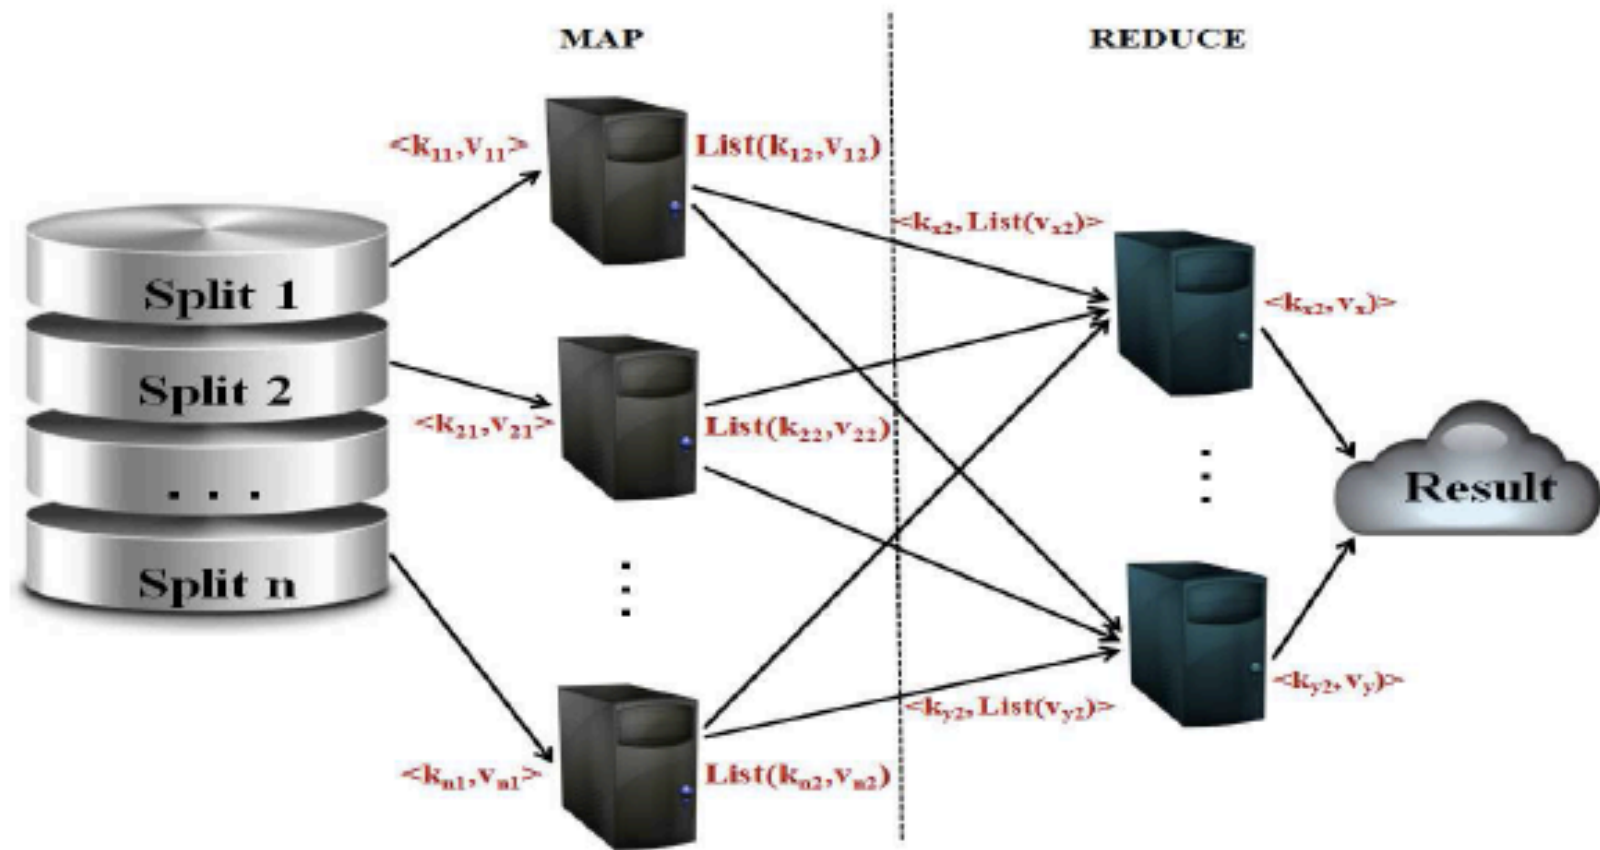 MAP
REDUCE
<k11,v11>
List(k12,v12)
<kx2,List(vx2)>
Split 1
<kx2,vx)>
Split 2
<k21,v21>
List(k22,v22)
. . .
Result
Split n
<ky2,List(vy2)>
<ky2,vy)>
<kn1,vn1>
List(kn2,vn2)